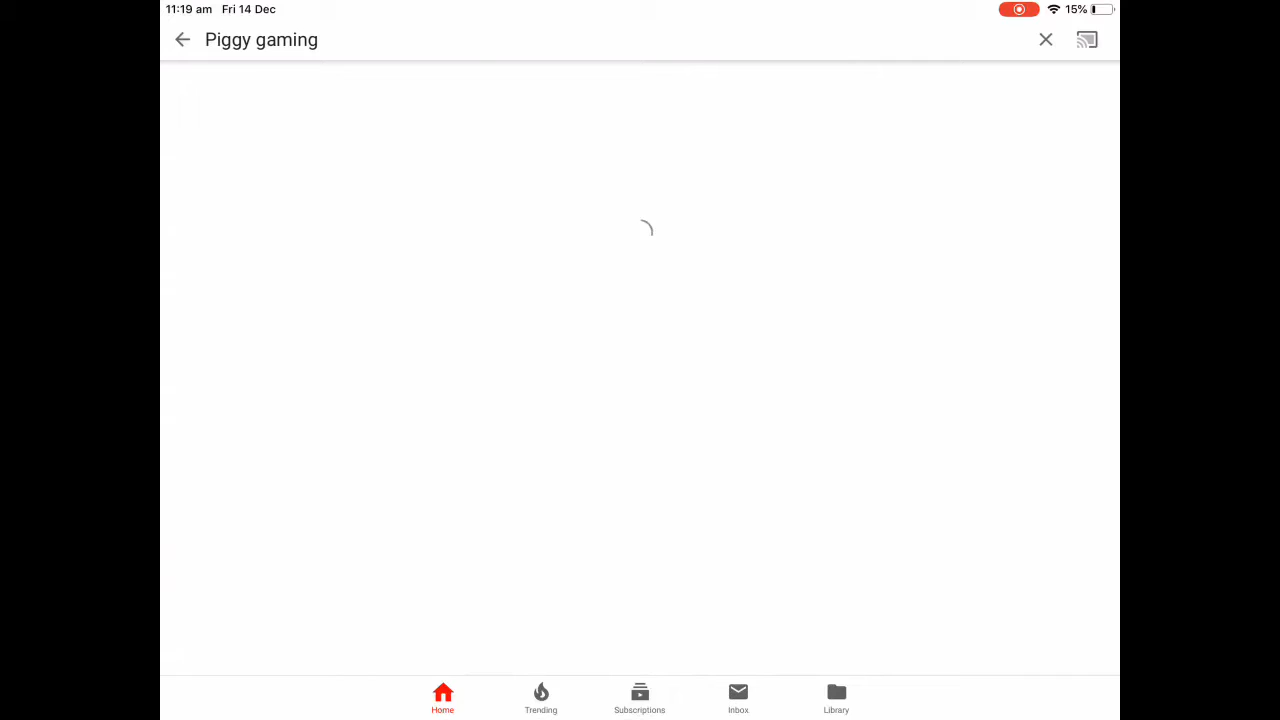 11:19 am Fri 14 Dec 15%
Piggy gaming
Home Trending Subscriptions Inbox Library